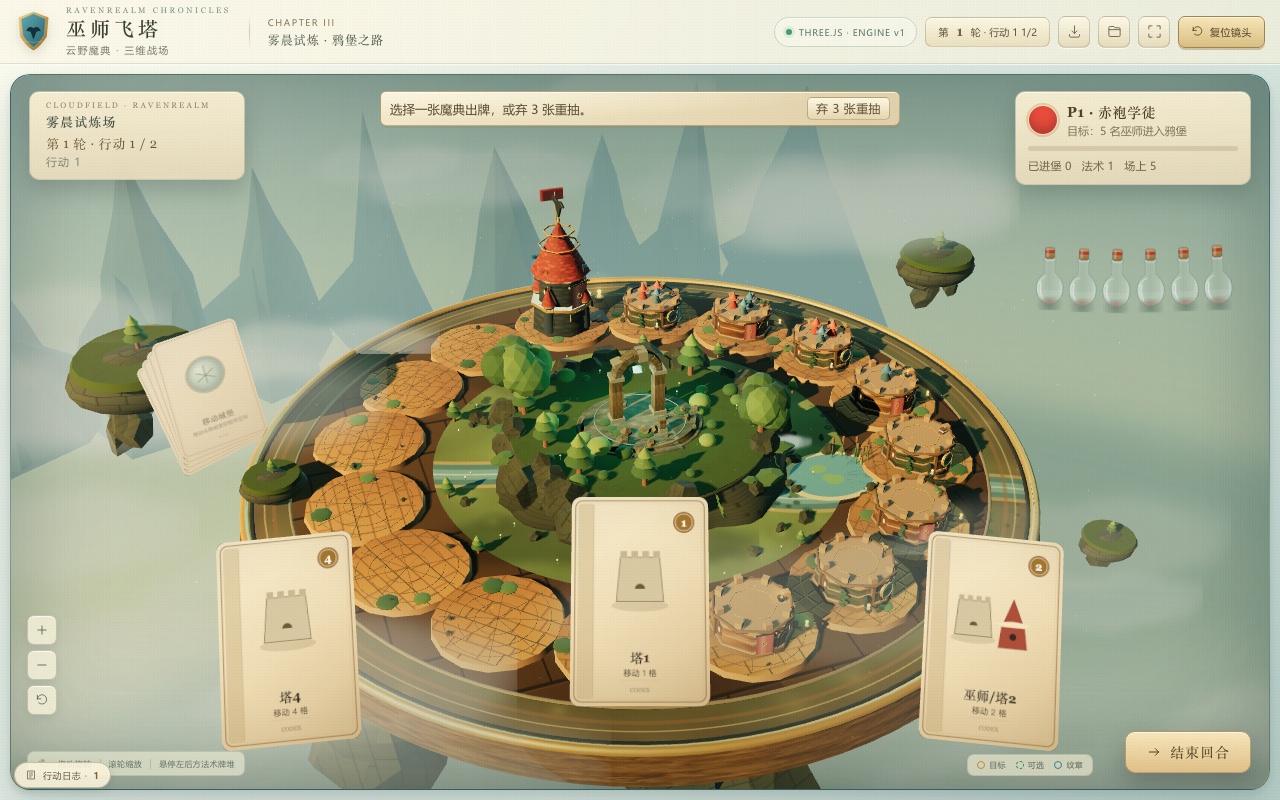 RAVENREALM CHRONICLES
巫师飞塔
云野魔典 · 三维战场
CHAPTER III
雾晨试炼 · 鸦堡之路
THREE.JS · ENGINE v1
第 1 轮 · 行动 1 1/2
复位镜头
CLOUDFIELD · RAVENREALM
雾晨试炼场
第 1 轮 · 行动 1 / 2
行动 1
选择一张魔典出牌，或弃 3 张重抽。
弃 3 张重抽
P1 · 赤袍学徒
目标：5 名巫师进入鸦堡
已进堡 0 法术 1 场上 5
移动城堡
4
塔4
移动 4 格
CODEX
1
塔1
移动 1 格
CODEX
2
巫师/塔2
移动 2 格
CODEX
+
−
滚轮缩放 | 悬停左后方法术牌堆
行动日志 · 1
目标 可选 纹章
结束回合